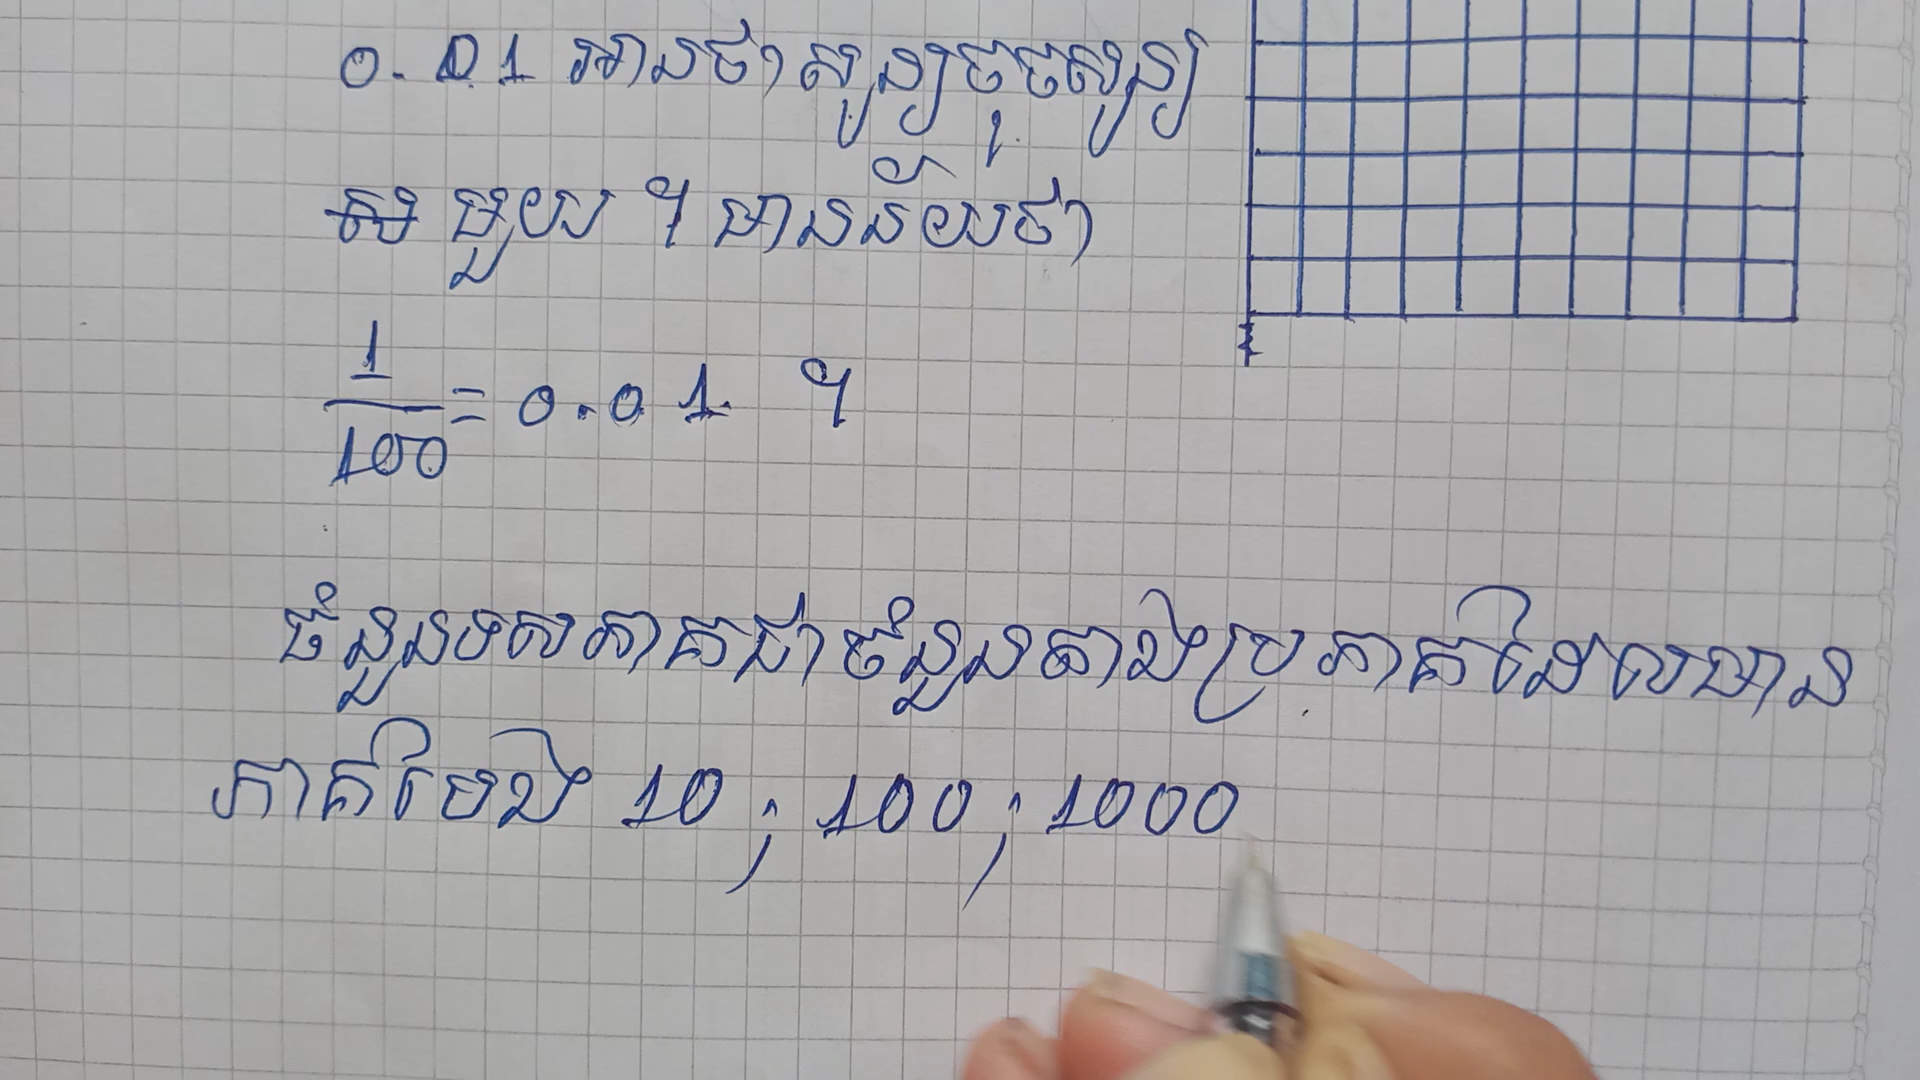 0.01 អានថា សូន្យចុចសូន្យ
ស មួយ ។ មានន័យថា
1/100 = 0.01 ។
ចំនួនទសភាគជាចំនួនតាងប្រភាគដែលមាន
ភាគបែង 10 ; 100 ; 1000